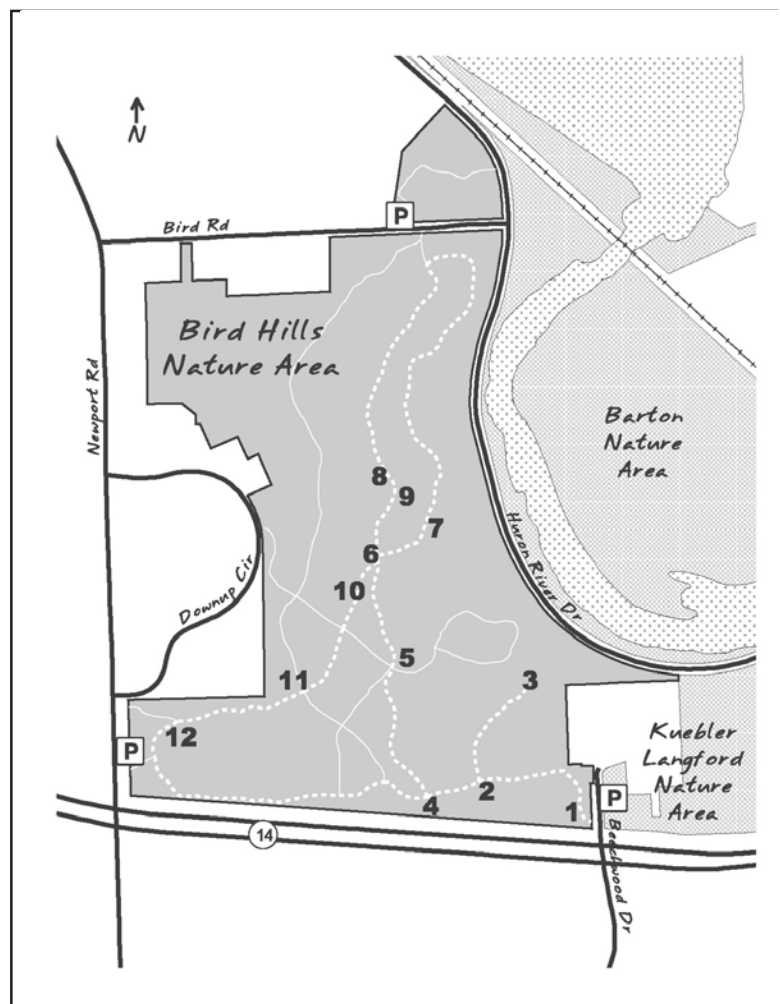 N
P
Bird Rd
Bird Hills
Nature Area
Newport Rd
Barton
Nature
Area
8
9
7
6
Huron River Dr
10
Downup Cir
5
11
3
12
P
Kuebler
Langford
Nature
Area
2
4
1
P
14
Beechwood Dr